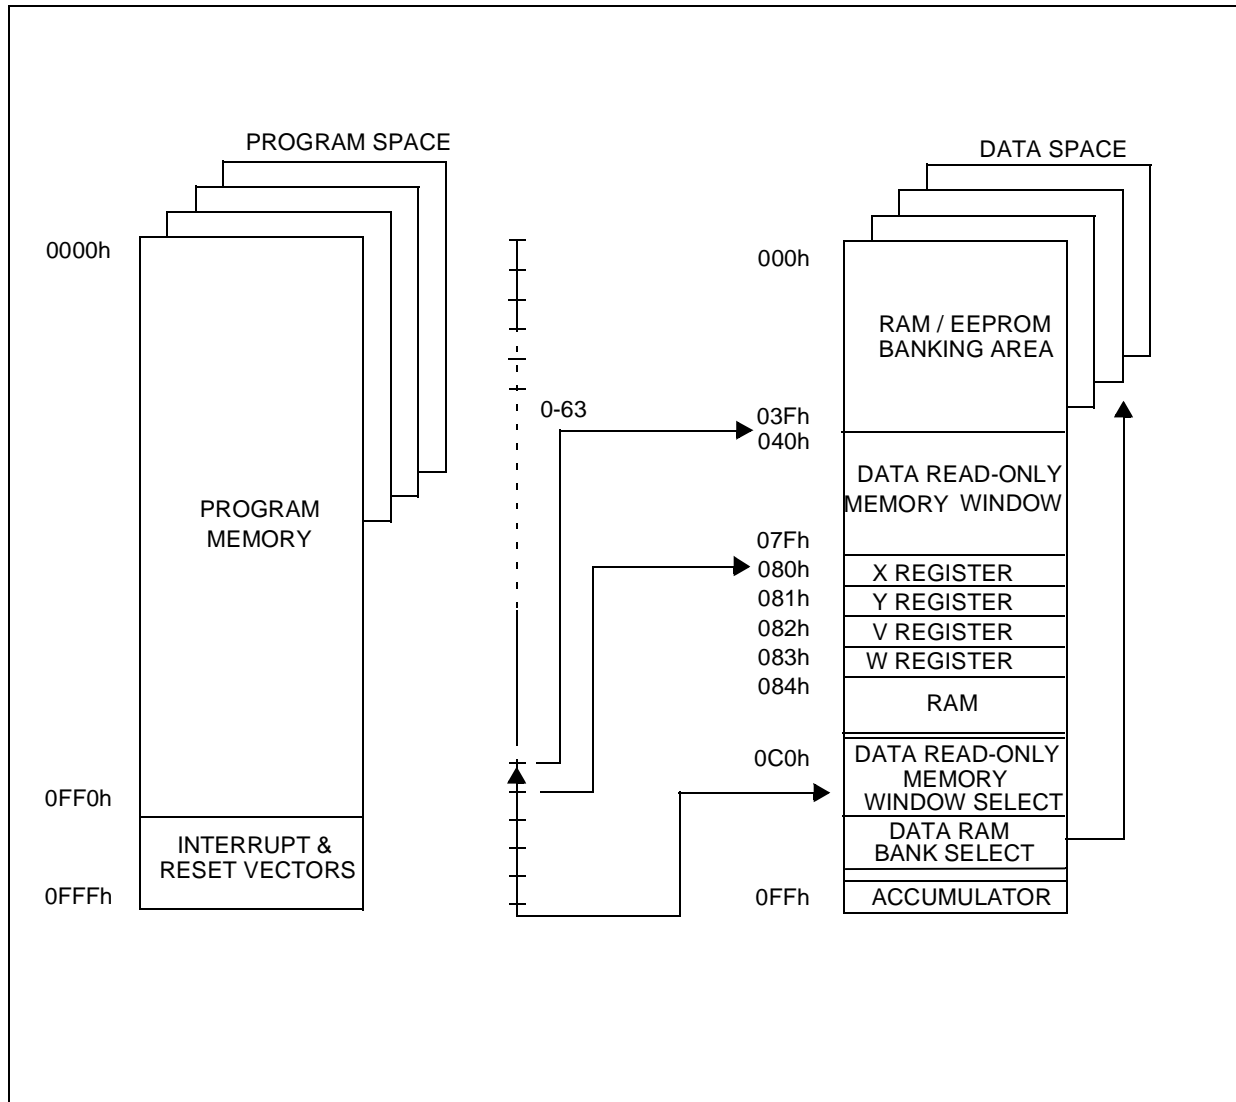 PROGRAM SPACE
0000h
PROGRAM
MEMORY
0FF0h
INTERRUPT &
RESET VECTORS
0FFFh
0-63
DATA SPACE
000h
RAM / EEPROM
BANKING AREA
03Fh
040h
DATA READ-ONLY
MEMORY WINDOW
07Fh
080h
X REGISTER
081h
Y REGISTER
082h
V REGISTER
083h
W REGISTER
084h
RAM
0C0h
DATA READ-ONLY
MEMORY
WINDOW SELECT
DATA RAM
BANK SELECT
0FFh
ACCUMULATOR